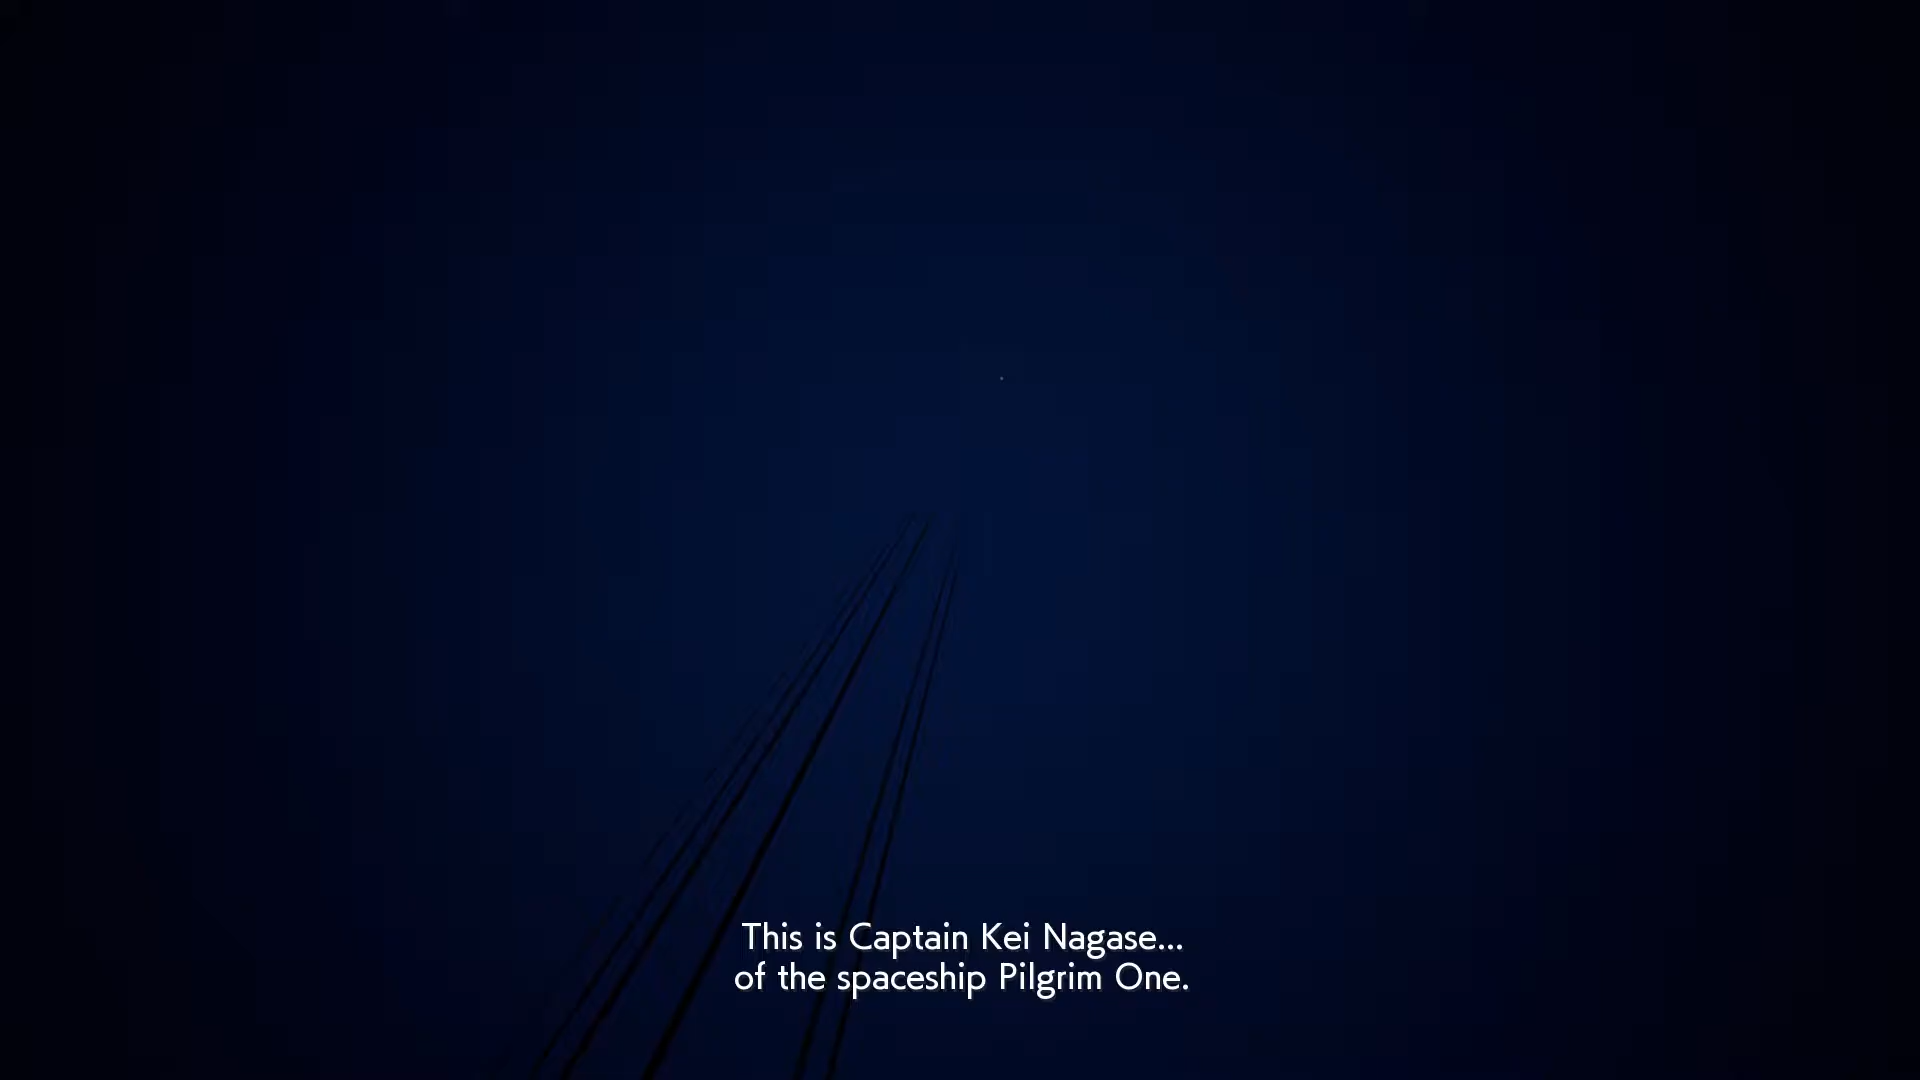 This is Captain Kei Nagase...
of the spaceship Pilgrim One.